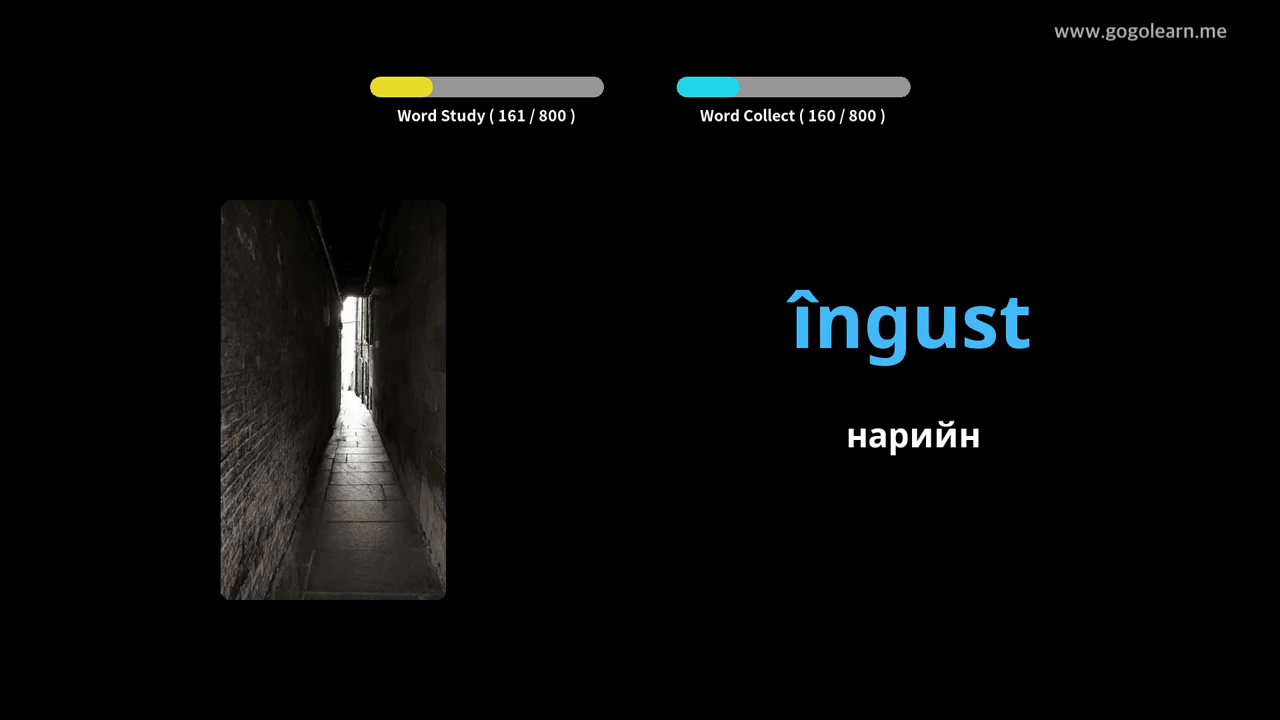 www.gogolearn.me
Word Study ( 161 / 800 )
Word Collect ( 160 / 800 )
îngust
нарийн